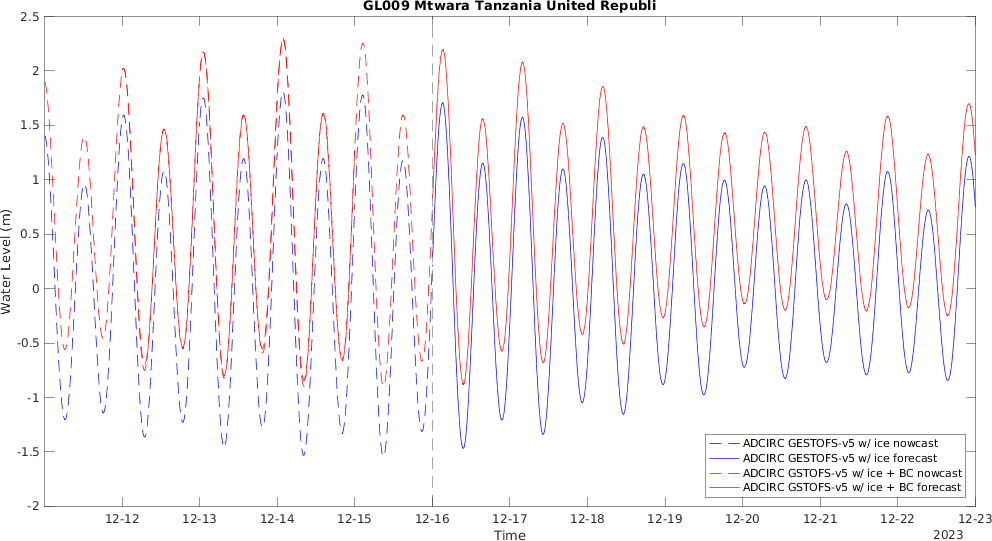 GL009 Mtwara Tanzania United Republi
2.5
2
1.5
1
0.5
0
-0.5
-1
-1.5
-2
Water Level (m)
ADCIRC GESTOFS-v5 w/ ice nowcast
ADCIRC GESTOFS-v5 w/ ice forecast
ADCIRC GSTOFS-v5 w/ ice + BC nowcast
ADCIRC GSTOFS-v5 w/ ice + BC forecast
12-12 12-13 12-14 12-15 12-16 12-17 12-18 12-19 12-20 12-21 12-22 12-23
Time
2023